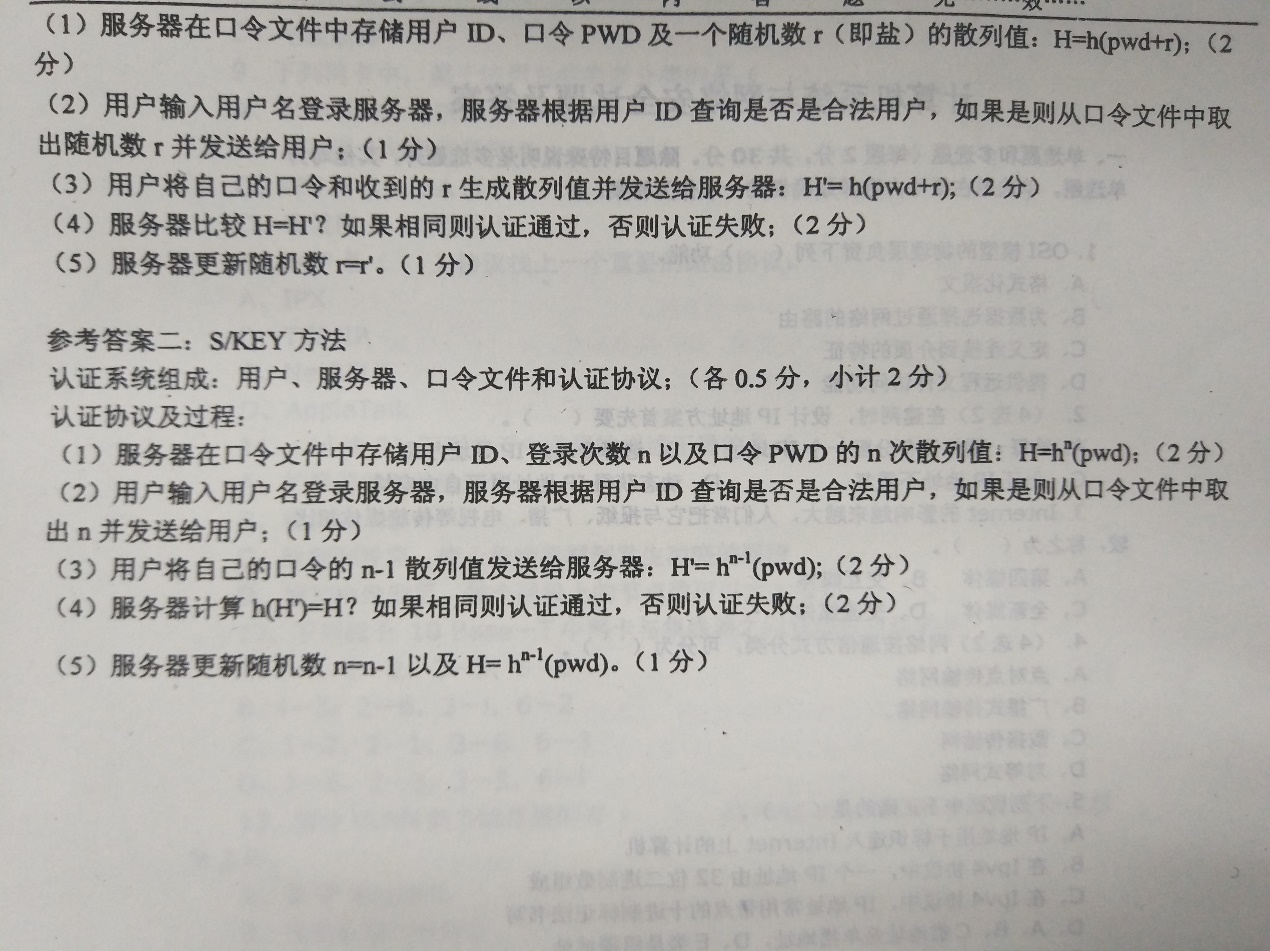 (1)服务器在口令文件中存储用户 ID、口令 PWD 及一个随机数 r(即盐)的散列值:H=h(pwd+r);(2
分)
(2)用户输入用户名登录服务器,服务器根据用户 ID 查询是否是合法用户,如果是则从口令文件中取
出随机数 r 并发送给用户;(1 分)
(3)用户将自己的口令和收到的 r 生成散列值并发送给服务器:H'= h(pwd+r);(2 分)
(4)服务器比较 H=H'?如果相同则认证通过,否则认证失败;(2 分)
(5)服务器更新随机数 r=r'。(1 分)
参考答案二:S/KEY 方法
认证系统组成:用户、服务器、口令文件和认证协议;(各 0.5 分,小计 2 分)
认证协议及过程:
(1)服务器在口令文件中存储用户 ID、登录次数 n 以及口令 PWD 的 n 次散列值:H=hⁿ(pwd);(2 分)
(2)用户输入用户名登录服务器,服务器根据用户 ID 查询是否是合法用户,如果是则从口令文件中取
出 n 并发送给用户;(1 分)
(3)用户将自己的口令的 n-1 散列值发送给服务器:H'= hⁿ⁻¹(pwd);(2 分)
(4)服务器计算 h(H')=H?如果相同则认证通过,否则认证失败;(2 分)
(5)服务器更新随机数 n=n-1 以及 H= hⁿ⁻¹(pwd)。(1 分)